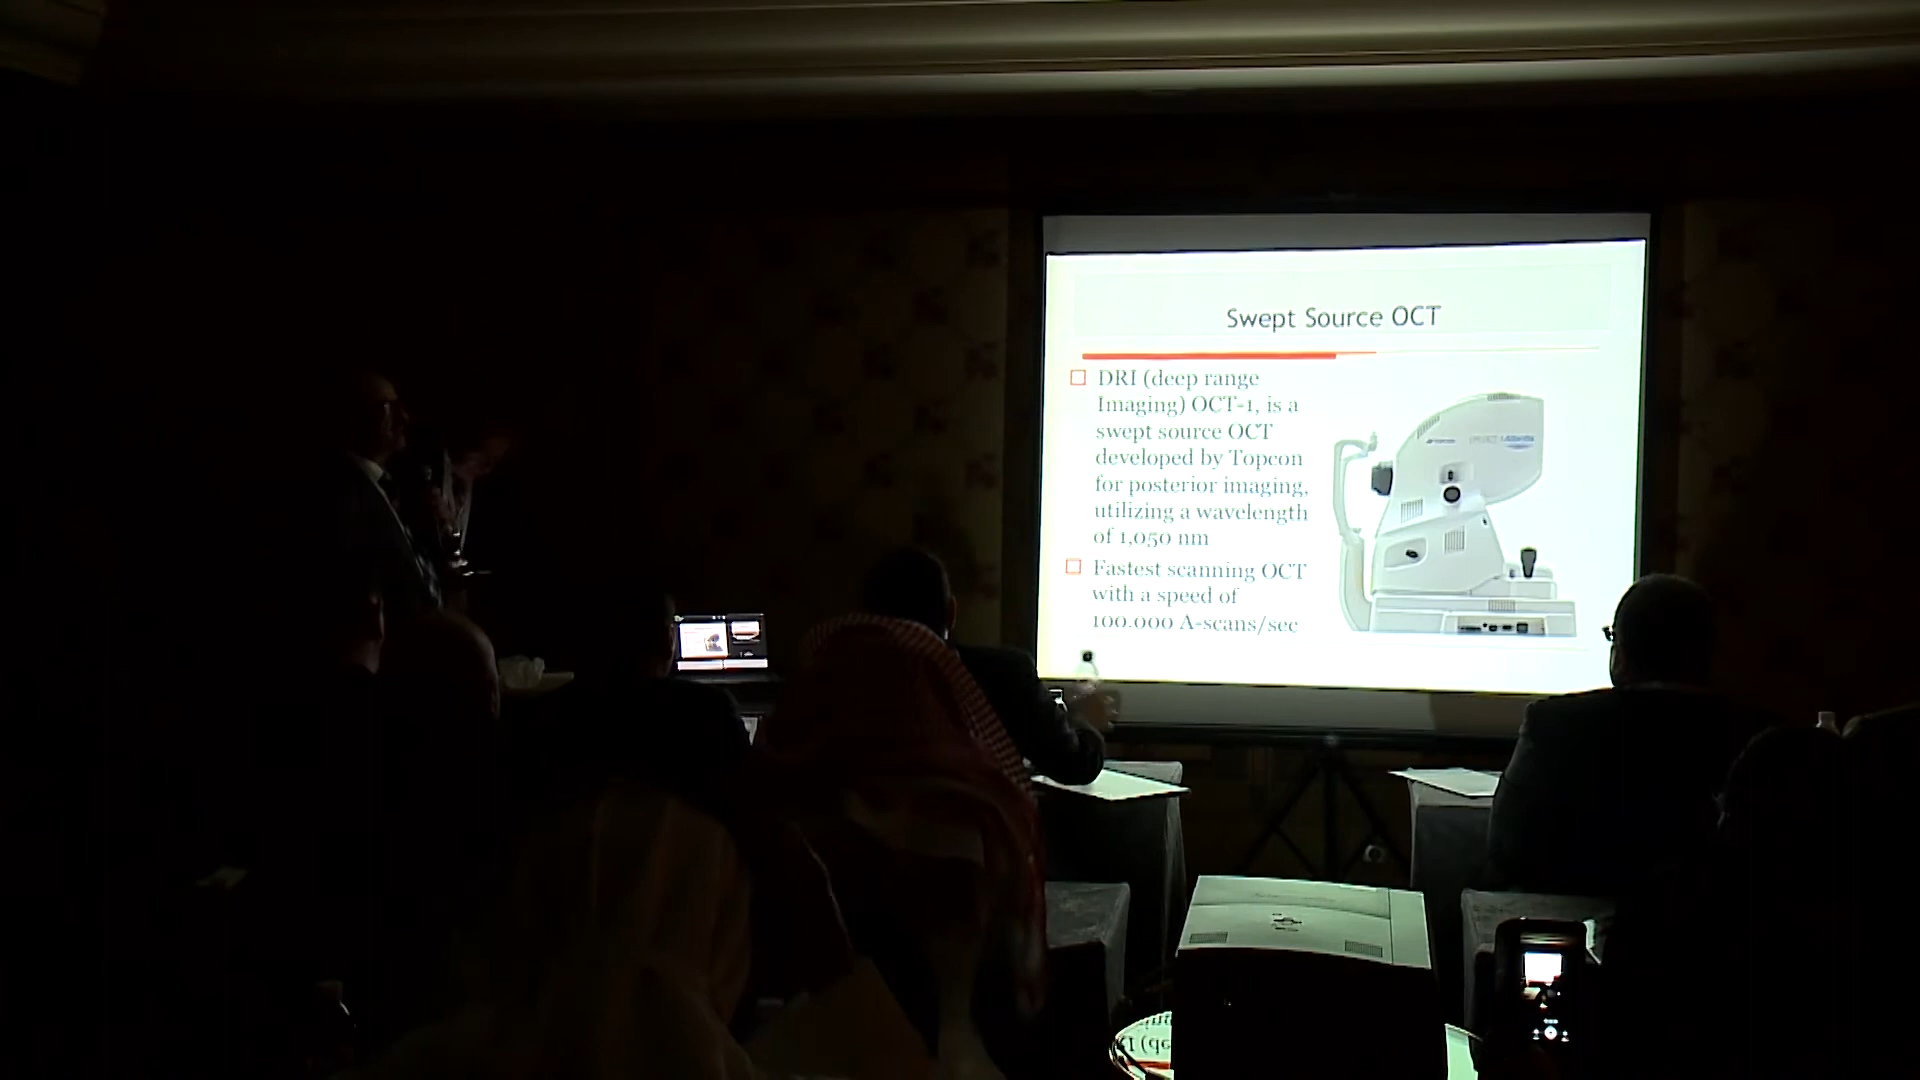 Swept Source OCT
DRI (deep range
Imaging) OCT-1, is a
swept source OCT
developed by Topcon
for posterior imaging,
utilizing a wavelength
of 1,050 nm
Fastest scanning OCT
with a speed of
100.000 A-scans/sec